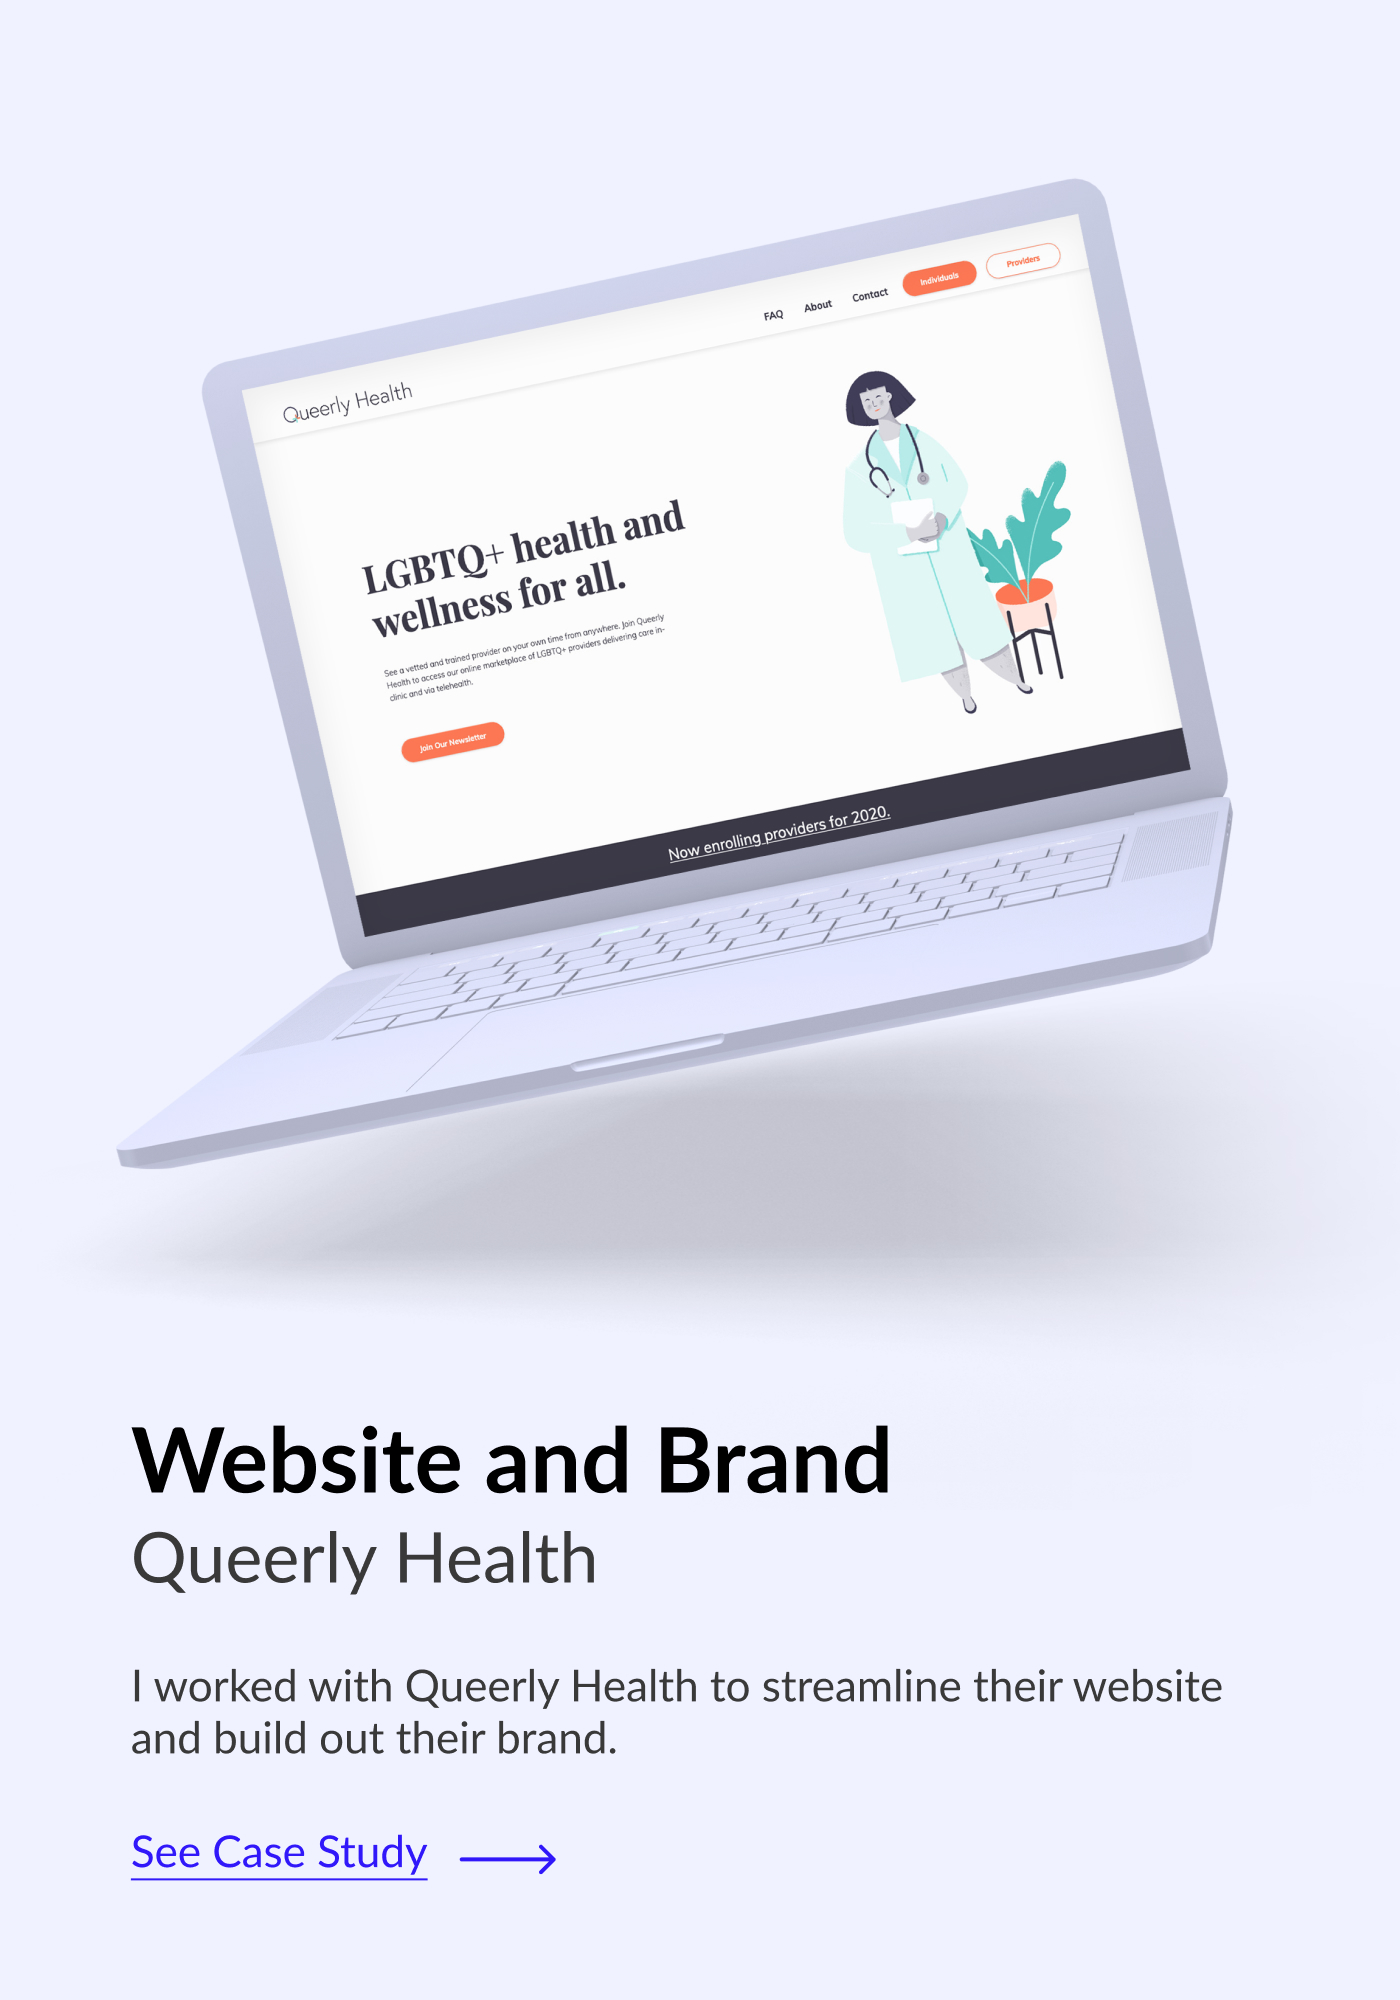 FAQ
About
Contact
Individuals
Providers
Queerly Health
LGBTQ+ health and
wellness for all.
See a vetted and trained provider on your own time from anywhere. Join Queerly
Health to access our online marketplace of LGBTQ+ providers delivering care in-
clinic and via telehealth.
Join Our Newsletter
Now enrolling providers for 2020.
Website and Brand
Queerly Health
I worked with Queerly Health to streamline their website
and build out their brand.
See Case Study